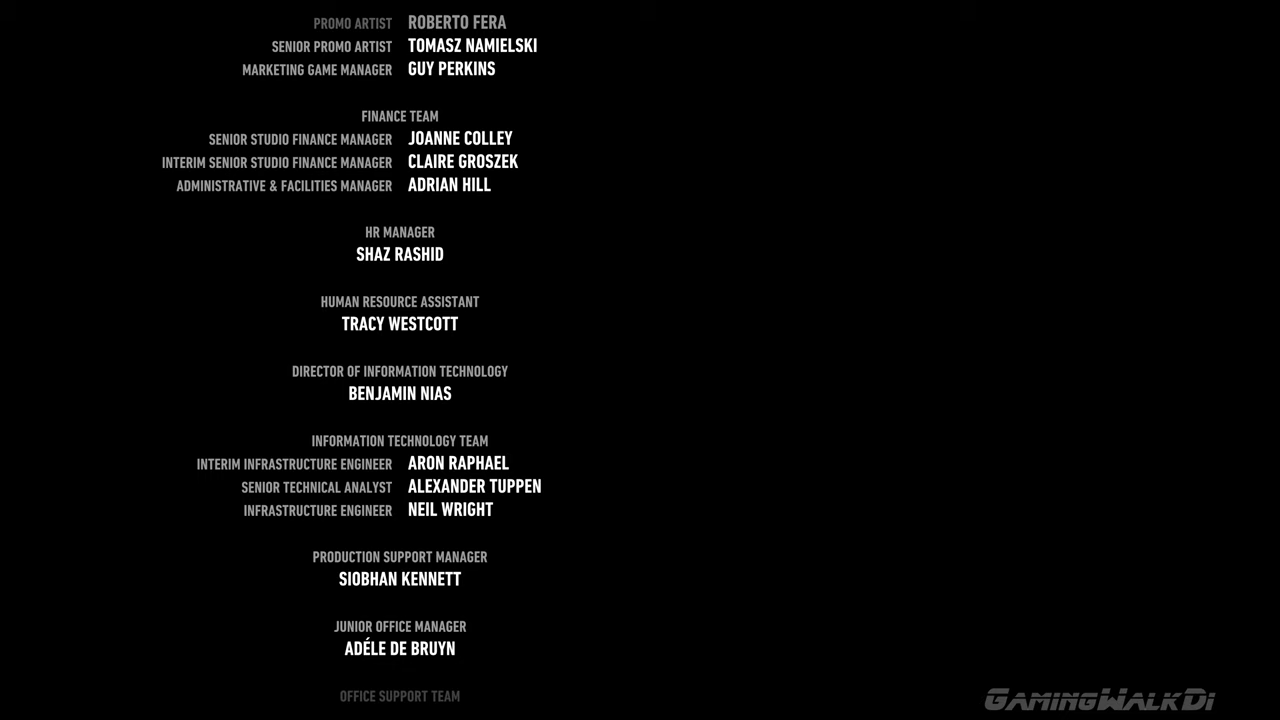 PROMO ARTIST ROBERTO FERA
SENIOR PROMO ARTIST TOMASZ NAMIELSKI
MARKETING GAME MANAGER GUY PERKINS
FINANCE TEAM
SENIOR STUDIO FINANCE MANAGER JOANNE COLLEY
INTERIM SENIOR STUDIO FINANCE MANAGER CLAIRE GROSZEK
ADMINISTRATIVE & FACILITIES MANAGER ADRIAN HILL
HR MANAGER
SHAZ RASHID
HUMAN RESOURCE ASSISTANT
TRACY WESTCOTT
DIRECTOR OF INFORMATION TECHNOLOGY
BENJAMIN NIAS
INFORMATION TECHNOLOGY TEAM
INTERIM INFRASTRUCTURE ENGINEER ARON RAPHAEL
SENIOR TECHNICAL ANALYST ALEXANDER TUPPEN
INFRASTRUCTURE ENGINEER NEIL WRIGHT
PRODUCTION SUPPORT MANAGER
SIOBHAN KENNETT
JUNIOR OFFICE MANAGER
ADÉLE DE BRUYN
OFFICE SUPPORT TEAM
GAMINGWALKDI